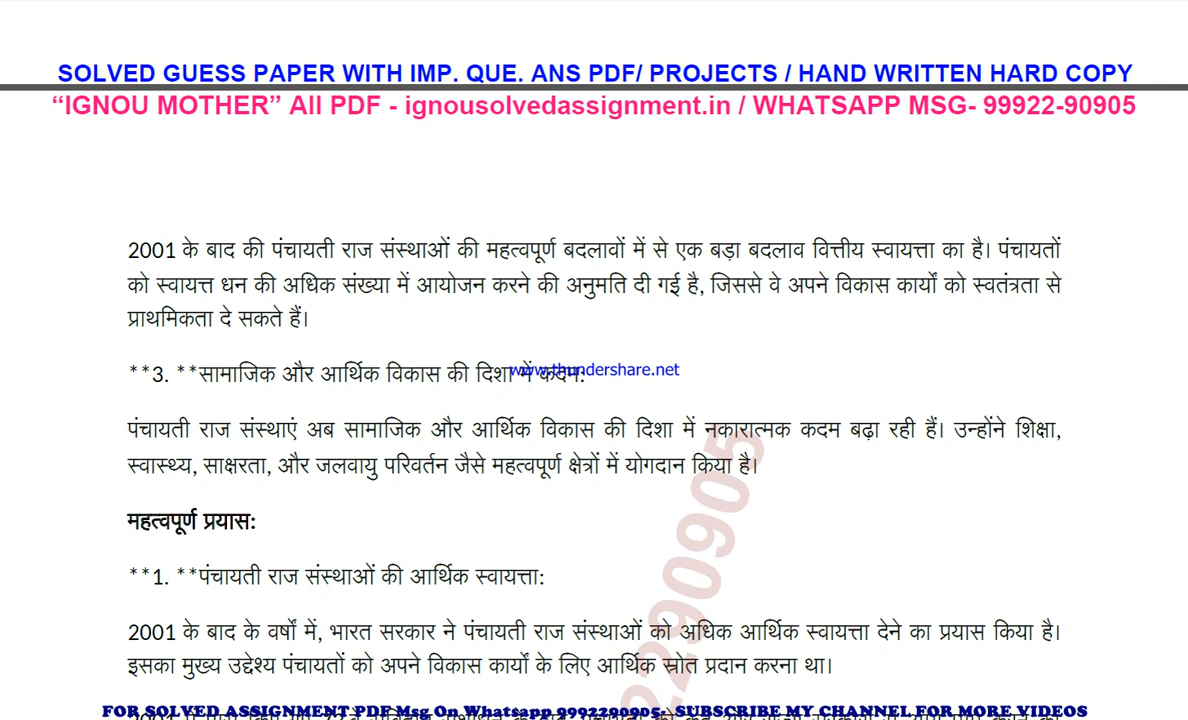 SOLVED GUESS PAPER WITH IMP. QUE. ANS PDF/ PROJECTS / HAND WRITTEN HARD COPY
“IGNOU MOTHER” All PDF - ignousolvedassignment.in / WHATSAPP MSG- 99922-90905
2001 के बाद की पंचायती राज संस्थाओं की महत्वपूर्ण बदलावों में से एक बड़ा बदलाव वित्तीय स्वायत्ता का है। पंचायतों
को स्वायत्त धन की अधिक संख्या में आयोजन करने की अनुमति दी गई है, जिससे वे अपने विकास कार्यों को स्वतंत्रता से
प्राथमिकता दे सकते हैं।
**3. **सामाजिक और आर्थिक विकास की दिशा में कदम:
www.thundershare.net
पंचायती राज संस्थाएं अब सामाजिक और आर्थिक विकास की दिशा में नकारात्मक कदम बढ़ा रही हैं। उन्होंने शिक्षा,
स्वास्थ्य, साक्षरता, और जलवायु परिवर्तन जैसे महत्वपूर्ण क्षेत्रों में योगदान किया है।
महत्वपूर्ण प्रयास:
**1. **पंचायती राज संस्थाओं की आर्थिक स्वायत्ता:
2001 के बाद के वर्षों में, भारत सरकार ने पंचायती राज संस्थाओं को अधिक आर्थिक स्वायत्ता देने का प्रयास किया है।
इसका मुख्य उद्देश्य पंचायतों को अपने विकास कार्यों के लिए आर्थिक स्रोत प्रदान करना था।
2290905
FOR SOLVED ASSIGNMENT PDF Msg On Whatsapp 9992290905- SUBSCRIBE MY CHANNEL FOR MORE VIDEOS